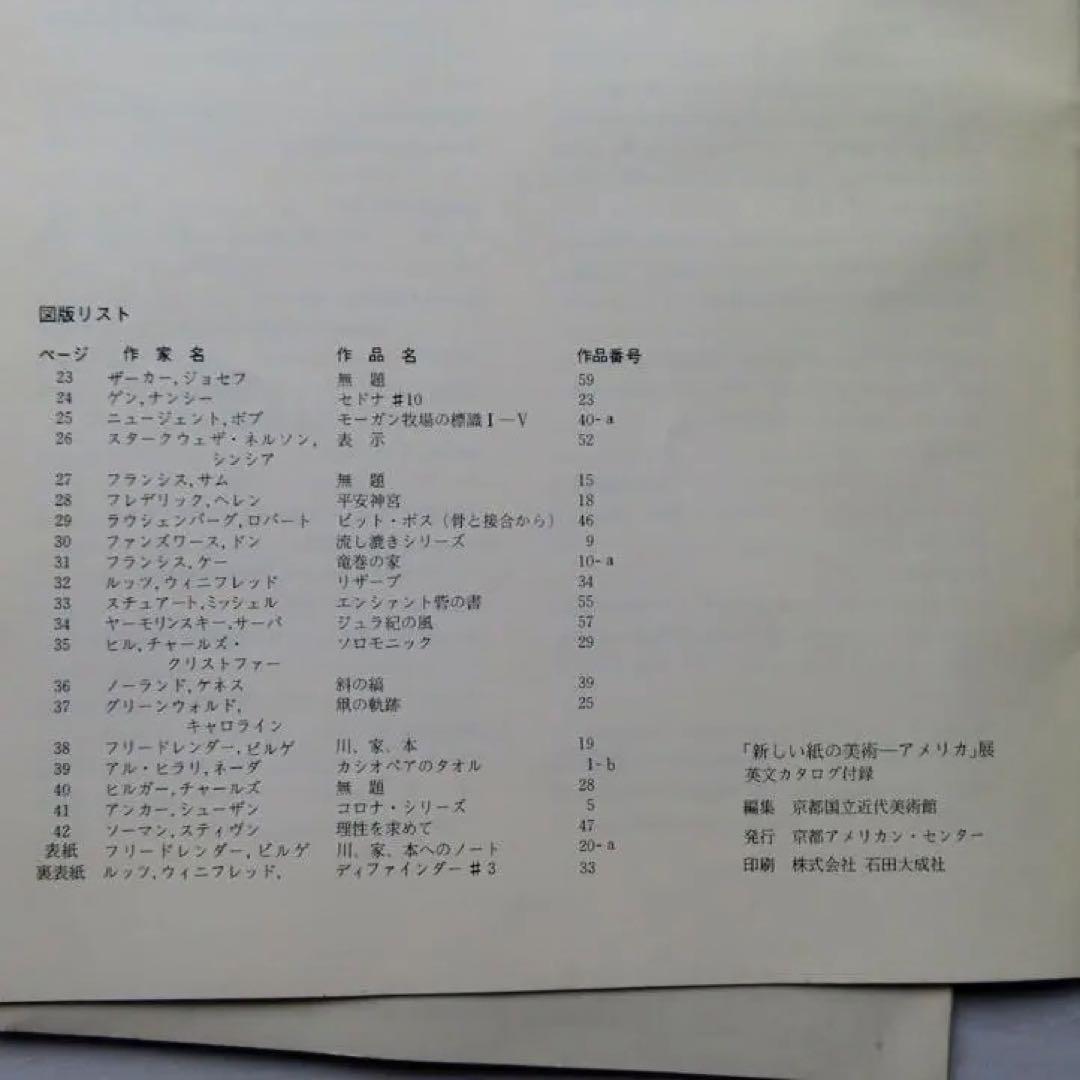 図版リスト
ページ 作家名 作品名 作品番号
23 ザーカー,ジョセフ 無題 59
24 ゲン,ナンシー セドナ #10 23
25 ニュージェント,ボブ モーガン牧場の標識Ⅰ—Ⅴ 40-a
26 スタークウェザ・ネルソン, 表示 52
シンシア
27 フランシス,サム 無題 15
28 フレデリック,ヘレン 平安神宮 18
29 ラウシェンバーグ,ロバート ピット・ボス(骨と接合から) 46
30 ファンズワース,ドン 流し漉きシリーズ 9
31 フランシス,ケー 竜巻の家 10-a
32 ルッツ,ウィニフレッド リザーブ 34
33 スチュアート,ミッシェル エンシァント砦の書 55
34 ヤーモリンスキー,サーバ ジュラ紀の風 57
35 ヒル,チャールズ・ ソロモニック 29
クリストファー
36 ノーランド,ケネス 斜の縞 39
37 グリーンウォルド, 凧の軌跡 25
キャロライン
38 フリードレンダー,ビルゲ 川、家、本 19
39 アル・ヒラリ,ネーダ カシオペアのタオル 1-b
40 ヒルガー,チャールズ 無題 28
41 アンカー,シューザン コロナ・シリーズ 5
42 ソーマン,スティヴン 理性を求めて 47
表紙 フリードレンダー,ビルゲ 川、家、本へのノート 20-a
裏表紙 ルッツ,ウィニフレッド, ディファインダー #3 33
「新しい紙の美術—アメリカ」展
英文カタログ付録
編集 京都国立近代美術館
発行 京都アメリカン・センター
印刷 株式会社 石田大成社